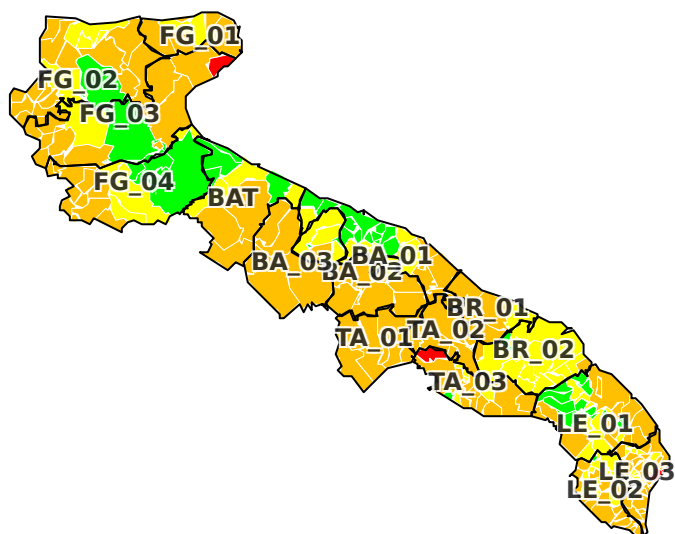 FG_01
FG_02
FG_03
FG_04
BAT
BA_01
BA_03
BA_02
BR_01
TA_02
TA_01
BR_02
TA_03
LE_01
LE_03
LE_02